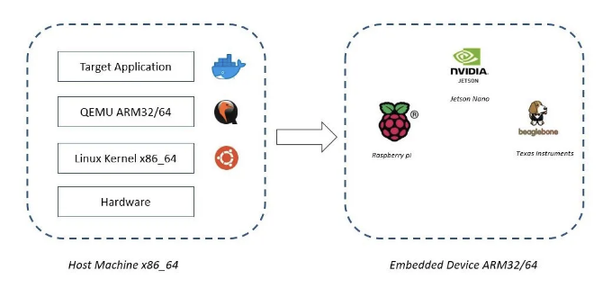 Target Application
QEMU ARM32/64
Linux Kernel x86_64
Hardware
Host Machine x86_64
NVIDIA.
JETSON
Jetson Nano
®
Raspberry pi
beaglebone
Texas Instruments
Embedded Device ARM32/64